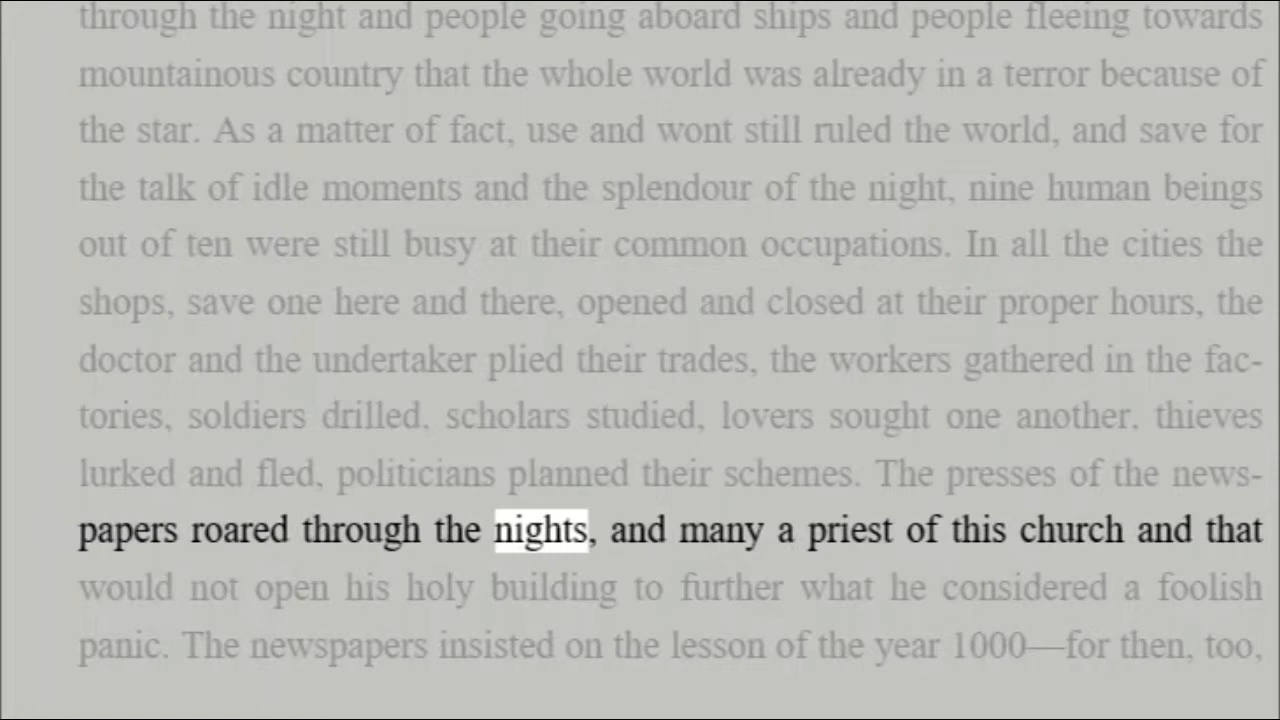 through the night and people going aboard ships and people fleeing towards
mountainous country that the whole world was already in a terror because of
the star. As a matter of fact, use and wont still ruled the world, and save for
the talk of idle moments and the splendour of the night, nine human beings
out of ten were still busy at their common occupations. In all the cities the
shops, save one here and there, opened and closed at their proper hours, the
doctor and the undertaker plied their trades, the workers gathered in the fac-
tories, soldiers drilled, scholars studied, lovers sought one another. thieves
lurked and fled, politicians planned their schemes. The presses of the news-
papers roared through the nights, and many a priest of this church and that
would not open his holy building to further what he considered a foolish
panic. The newspapers insisted on the lesson of the year 1000—for then, too,